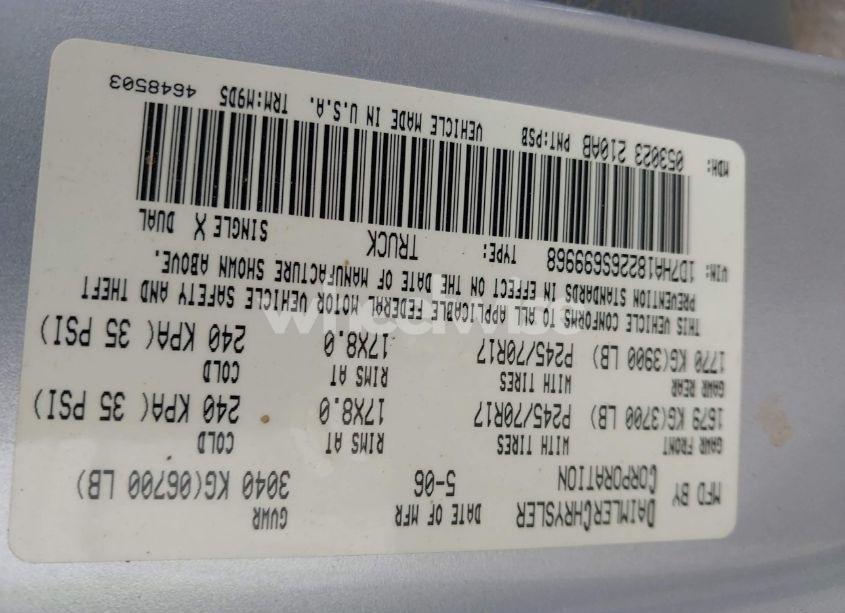 MFD BY DAIMLERCHRYSLER CORPORATION
DATE OF MFR 5-06
GVWR 3040 KG(06700 LB)
GAWR FRONT WITH TIRES RIMS AT COLD
1679 KG(3700 LB) P245/70R17 17X8.0 240 KPA(35 PSI)
GAWR REAR WITH TIRES RIMS AT COLD
1770 KG(3900 LB) P245/70R17 17X8.0 240 KPA(35 PSI)
THIS VEHICLE CONFORMS TO ALL APPLICABLE FEDERAL MOTOR VEHICLE SAFETY AND THEFT
PREVENTION STANDARDS IN EFFECT ON THE DATE OF MANUFACTURE SHOWN ABOVE.
VIN: 1D7HA18226S699968 TYPE: TRUCK SINGLE X DUAL
MDH: 053023 210AB PNT:PSB VEHICLE MADE IN U.S.A. TRM:M9D5 4648503